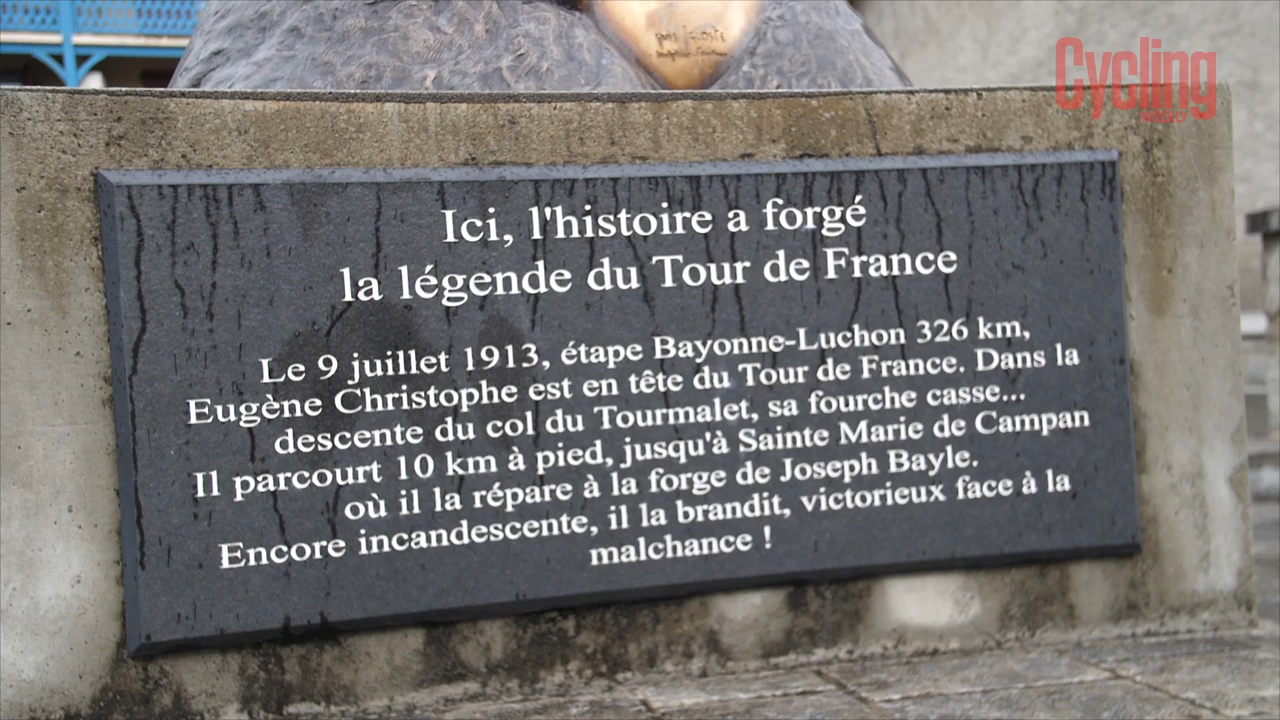 Cycling
WEEKLY
Ici, l'histoire a forgé
la légende du Tour de France
Le 9 juillet 1913, étape Bayonne-Luchon 326 km,
Eugène Christophe est en tête du Tour de France. Dans la
descente du col du Tourmalet, sa fourche casse...
Il parcourt 10 km à pied, jusqu'à Sainte Marie de Campan
où il la répare à la forge de Joseph Bayle.
Encore incandescente, il la brandit, victorieux face à la
malchance !